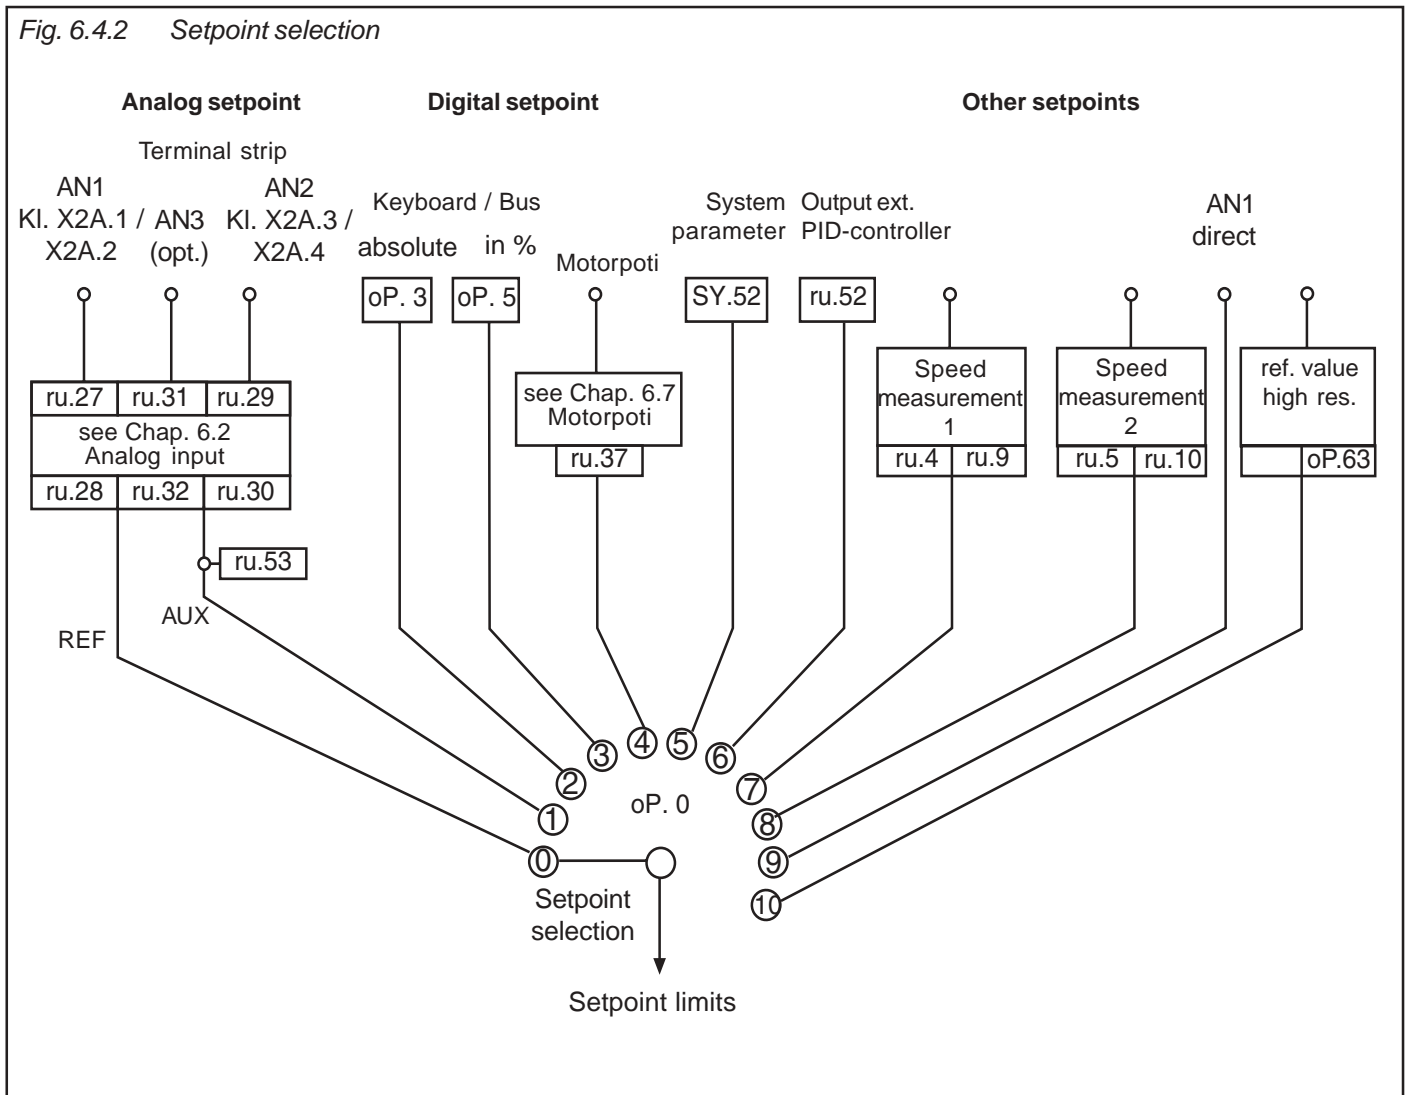 Fig. 6.4.2 Setpoint selection
Analog setpoint
Digital setpoint
Other setpoints
Terminal strip
AN1
Kl. X2A.1 /
X2A.2
AN3
(opt.)
AN2
Kl. X2A.3 /
X2A.4
Keyboard / Bus
absolute
in %
Motorpoti
System
parameter
Output ext.
PID-controller
AN1
direct
oP. 3
oP. 5
SY.52
ru.52
ru.27
ru.31
ru.29
see Chap. 6.2
Analog input
ru.28
ru.32
ru.30
see Chap. 6.7
Motorpoti
ru.37
Speed
measurement
1
ru.4
ru.9
Speed
measurement
2
ru.5
ru.10
ref. value
high res.
oP.63
ru.53
AUX
REF
4
5
3
6
2
7
oP. 0
1
8
0
9
10
Setpoint
selection
Setpoint limits